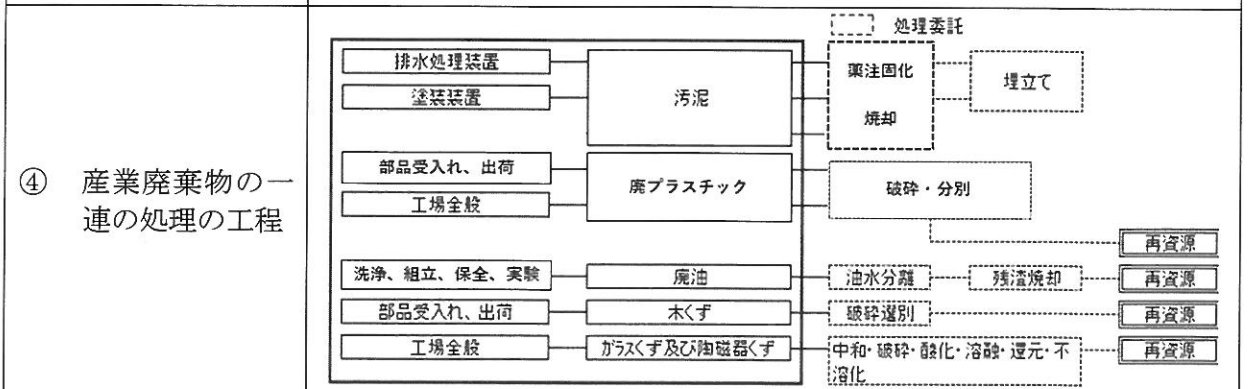 処理委託
排水処理装置
塗装装置
汚泥
薬注固化
焼却
埋立て
④ 産業廃棄物の一
連の処理の工程
部品受入れ、出荷
工場全般
廃プラスチック
破砕・分別
再資源
洗浄、組立、保全、実験
廃油
油水分離
残渣焼却
再資源
部品受入れ、出荷
木くず
破砕選別
再資源
工場全般
ガラスくず及び陶磁器くず
中和・破砕・酸化・溶融・還元・不
溶化
再資源